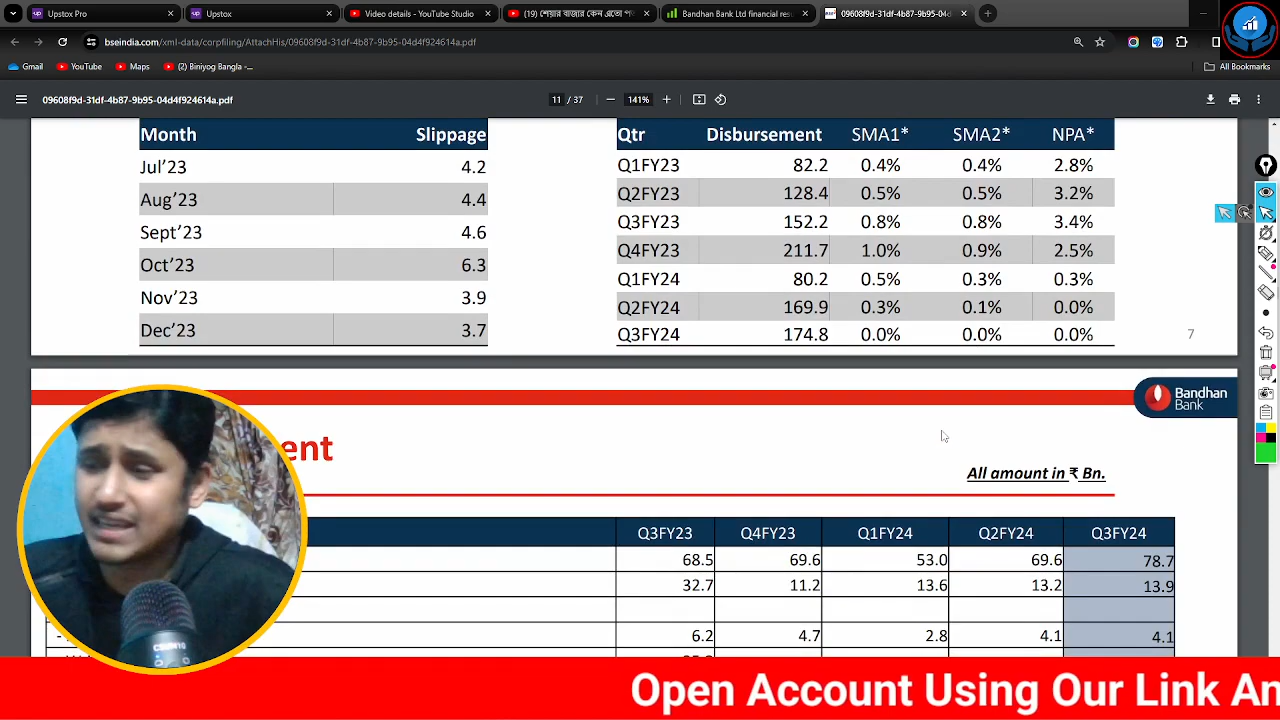 Upstox Pro
Upstox
Video details - YouTube Studio
(19) শেয়ার বাজার কেন এতো
Bandhan Bank Ltd financial resu
09608f9d-31df-4b87-9b95-04d
bseindia.com/xml-data/corpfiling/AttachHis/09608f9d-31df-4b87-9b95-04d4f924614a.pdf
Gmail
YouTube
Maps
(2) Biniyog Bangla -...
All Bookmarks
09608f9d-31df-4b87-9b95-04d4f924614a.pdf
11 / 37
141%
Month Slippage
Jul’23 4.2
Aug’23 4.4
Sept’23 4.6
Oct’23 6.3
Nov’23 3.9
Dec’23 3.7
Qtr Disbursement SMA1* SMA2* NPA*
Q1FY23 82.2 0.4% 0.4% 2.8%
Q2FY23 128.4 0.5% 0.5% 3.2%
Q3FY23 152.2 0.8% 0.8% 3.4%
Q4FY23 211.7 1.0% 0.9% 2.5%
Q1FY24 80.2 0.5% 0.3% 0.3%
Q2FY24 169.9 0.3% 0.1% 0.0%
Q3FY24 174.8 0.0% 0.0% 0.0%
7
Bandhan
Bank
ent
All amount in ₹ Bn.
Q3FY23 Q4FY23 Q1FY24 Q2FY24 Q3FY24
68.5 69.6 53.0 69.6 78.7
32.7 11.2 13.6 13.2 13.9
6.2 4.7 2.8 4.1 4.1
Open Account Using Our Link An